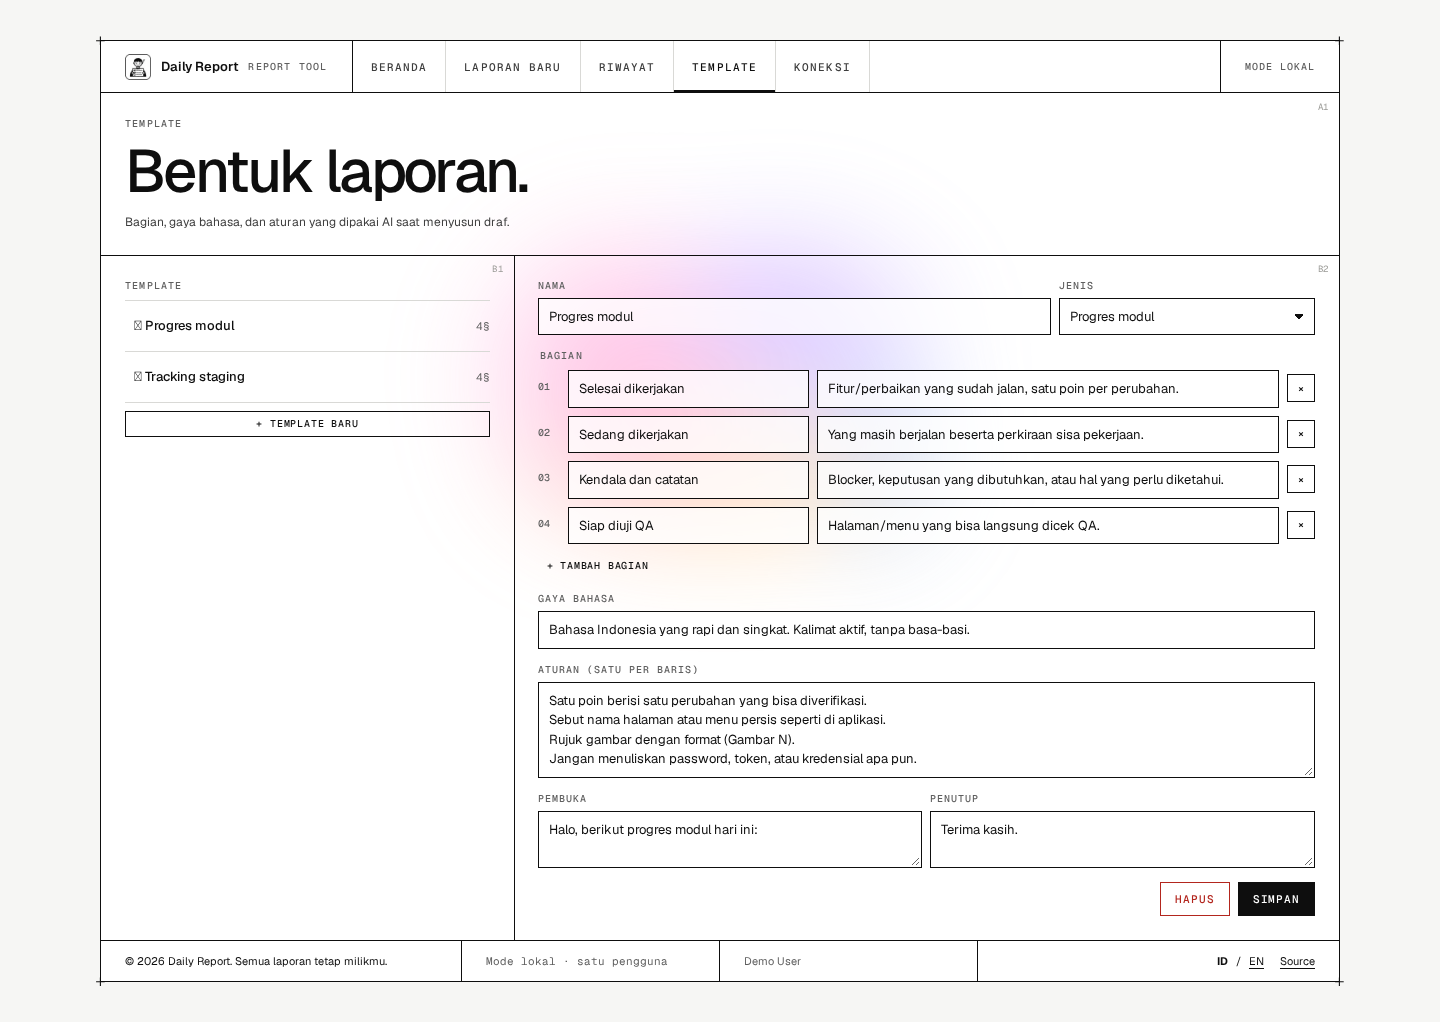 Daily Report REPORT TOOL
BERANDA
LAPORAN BARU
RIWAYAT
TEMPLATE
KONEKSI
MODE LOKAL
A1
TEMPLATE
Bentuk laporan.
Bagian, gaya bahasa, dan aturan yang dipakai AI saat menyusun draf.
B1
TEMPLATE
Progres modul 4§
Tracking staging 4§
+ TEMPLATE BARU
B2
NAMA
JENIS
Progres modul
Progres modul
BAGIAN
01 Selesai dikerjakan Fitur/perbaikan yang sudah jalan, satu poin per perubahan. ×
02 Sedang dikerjakan Yang masih berjalan beserta perkiraan sisa pekerjaan. ×
03 Kendala dan catatan Blocker, keputusan yang dibutuhkan, atau hal yang perlu diketahui. ×
04 Siap diuji QA Halaman/menu yang bisa langsung dicek QA. ×
+ TAMBAH BAGIAN
GAYA BAHASA
Bahasa Indonesia yang rapi dan singkat. Kalimat aktif, tanpa basa-basi.
ATURAN (SATU PER BARIS)
Satu poin berisi satu perubahan yang bisa diverifikasi.
Sebut nama halaman atau menu persis seperti di aplikasi.
Rujuk gambar dengan format (Gambar N).
Jangan menuliskan password, token, atau kredensial apa pun.
PEMBUKA
PENUTUP
Halo, berikut progres modul hari ini:
Terima kasih.
HAPUS
SIMPAN
© 2026 Daily Report. Semua laporan tetap milikmu.
Mode lokal · satu pengguna
Demo User
ID / EN
Source